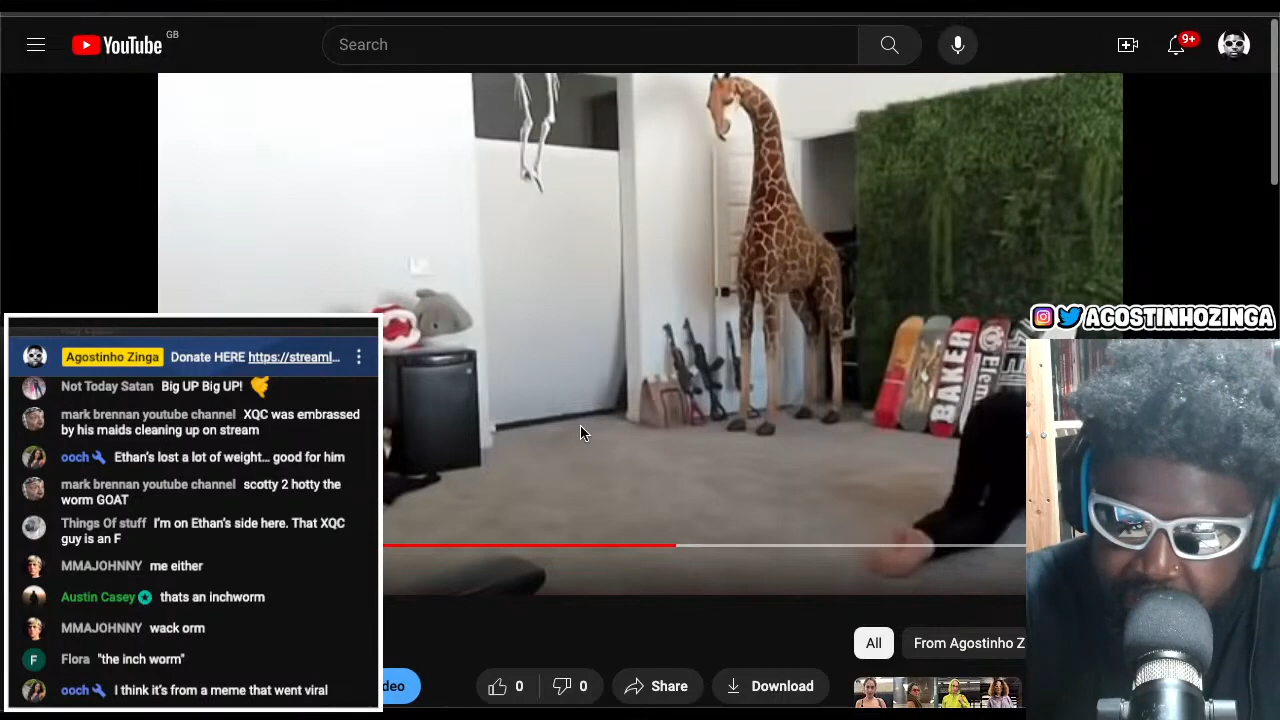 YouTube GB
Search
9+
BAKER
Element
@AGOSTINHOZINGA
Agostinho Zinga Donate HERE https://streaml...
Not Today Satan Big UP Big UP!
mark brennan youtube channel XQC was embrassed
by his maids cleaning up on stream
ooch Ethan's lost a lot of weight... good for him
mark brennan youtube channel scotty 2 hotty the
worm GOAT
Things Of stuff I'm on Ethan's side here. That XQC
guy is an F
MMAJOHNNY me either
Austin Casey thats an inchworm
MMAJOHNNY wack orm
F Flora "the inch worm"
ooch I think it's from a meme that went viral
All
From Agostinho Z
deo
0
0
Share
Download